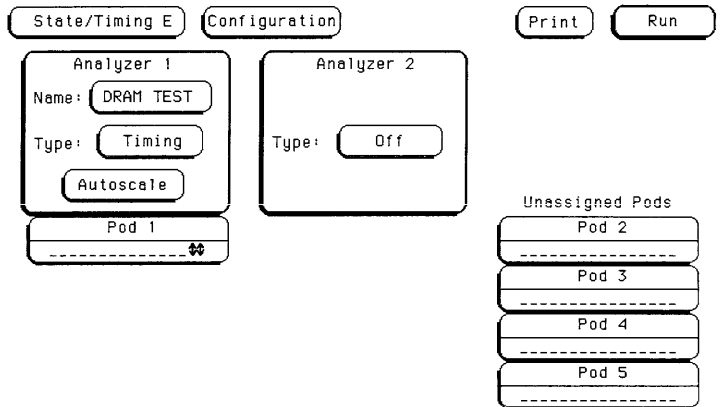 State/Timing E Configuration Print Run
Analyzer 1
Name: DRAM TEST
Type: Timing
Autoscale
Analyzer 2
Type: Off
Pod 1
Unassigned Pods
Pod 2
Pod 3
Pod 4
Pod 5